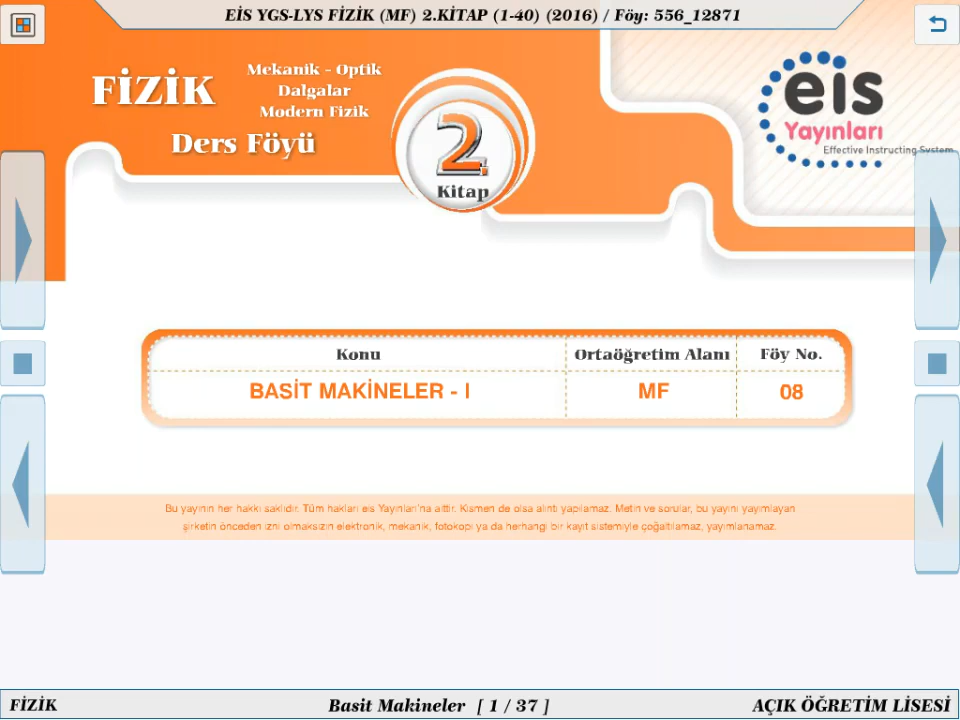 EİS YGS-LYS FİZİK (MF) 2.KİTAP (1-40) (2016) / Föy: 556_12871
FİZİK
Mekanik - Optik
Dalgalar
Modern Fizik
Ders Föyü
2.
Kitap
eis
Yayınları
Effective Instructing System
Konu
Ortaöğretim Alanı
Föy No.
BASİT MAKİNELER - I
MF
08
Bu yayının her hakkı saklıdır. Tüm hakları eis Yayınları'na aittir. Kısmen de olsa alıntı yapılamaz. Metin ve sorular, bu yayını yayımlayan
şirketin önceden izni olmaksızın elektronik, mekanik, fotokopi ya da herhangi bir kayıt sistemiyle çoğaltılamaz, yayımlanamaz.
FİZİK
Basit Makineler [ 1 / 37 ]
AÇIK ÖĞRETİM LİSESİ